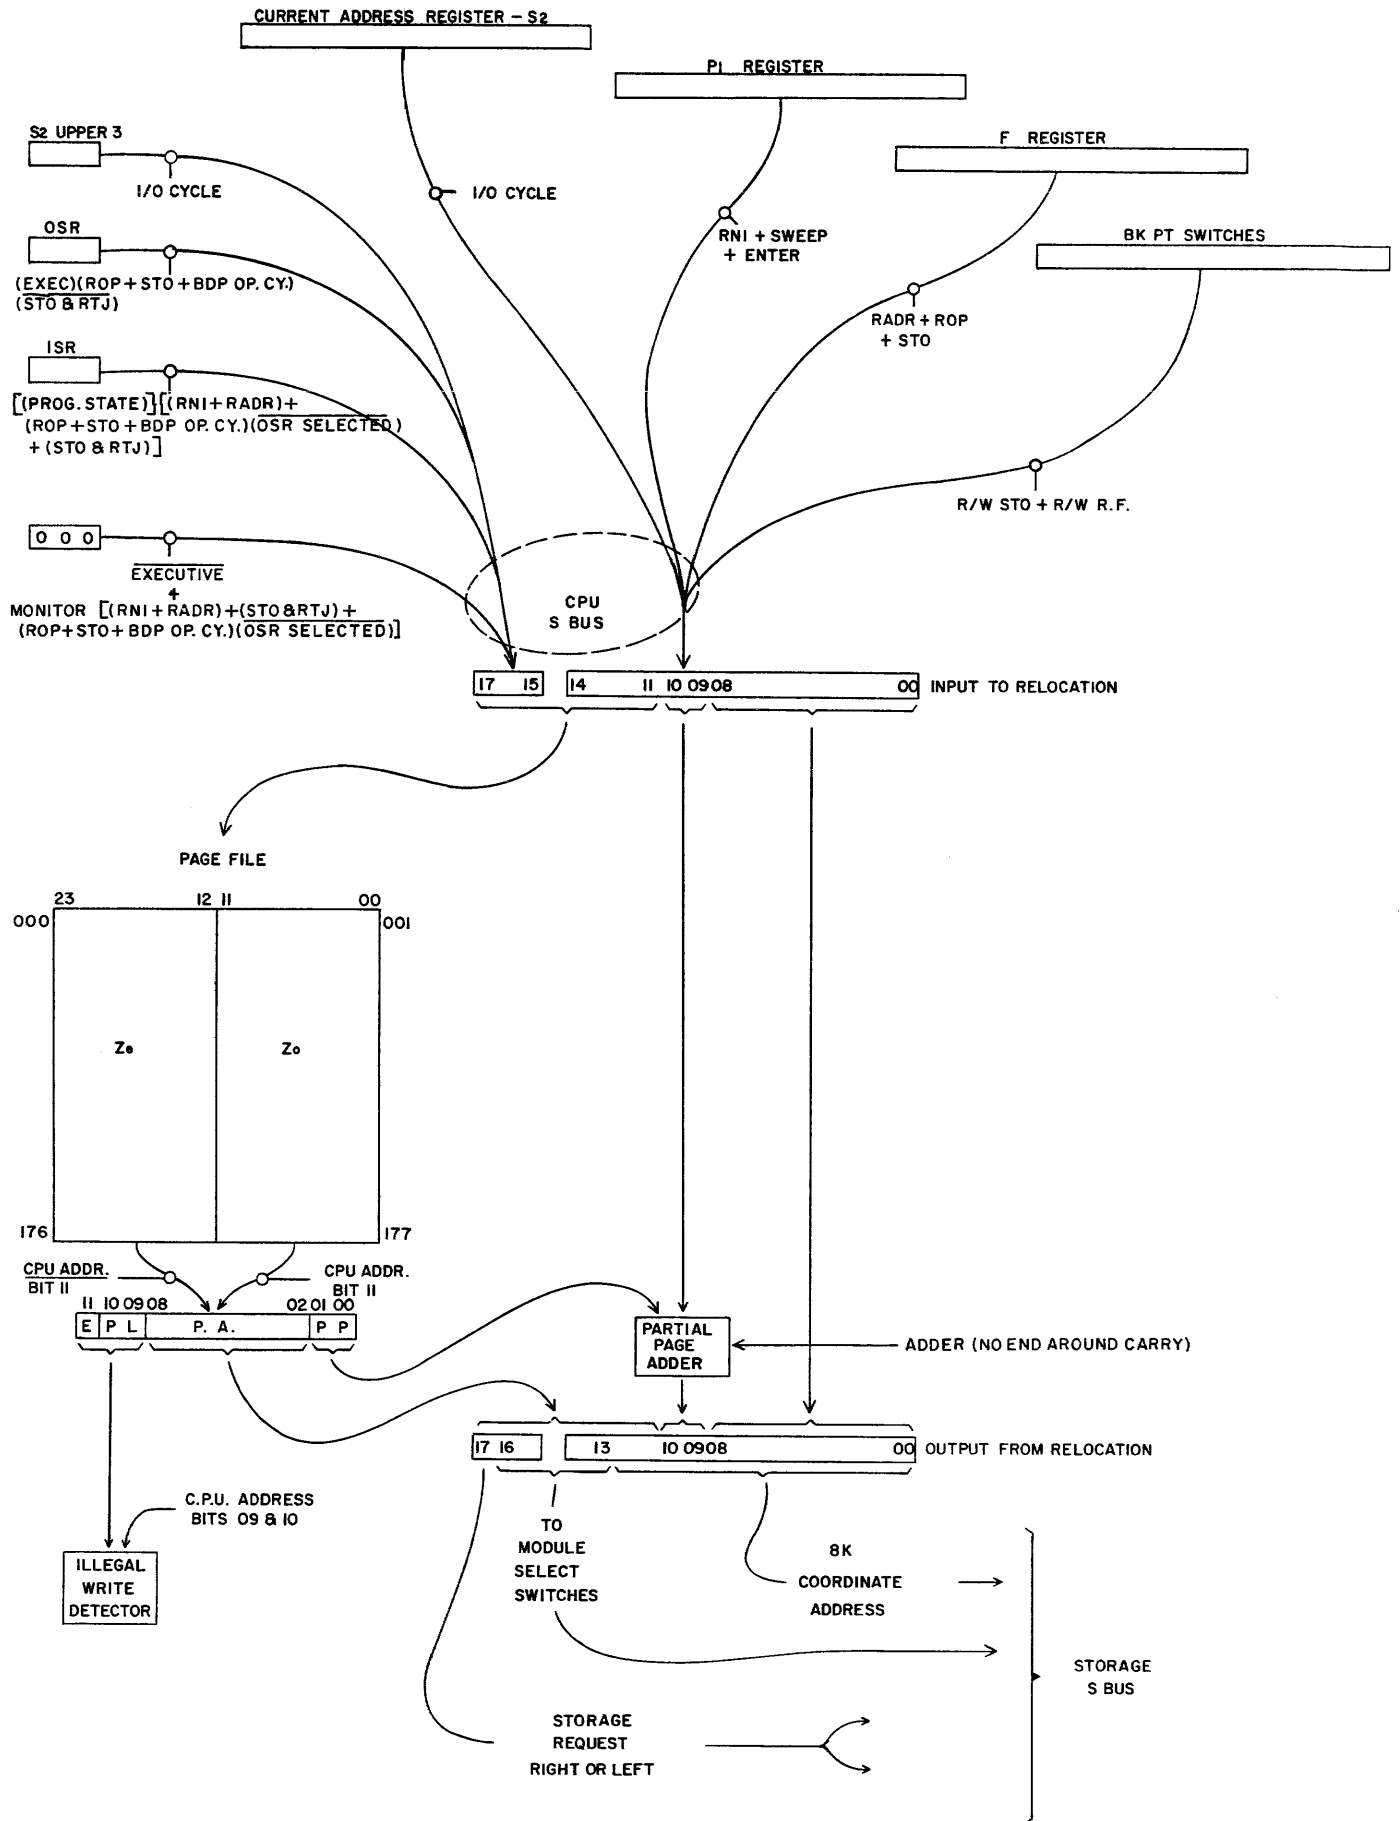 CURRENT ADDRESS REGISTER - S2
P1 REGISTER
F REGISTER
BK PT SWITCHES
S2 UPPER 3
I/O CYCLE
I/O CYCLE
OSR
(EXEC)(ROP+STO+BDP OP. CY.)
(STO & RTJ)
RNI + SWEEP
+ ENTER
RADR + ROP
+ STO
ISR
[(PROG. STATE)][(RNI+RADR)+
(ROP+STO+BDP OP. CY.)(OSR SELECTED)
+ (STO & RTJ)]
R/W STO + R/W R.F.
0 0 0
EXECUTIVE
+
MONITOR [(RNI+RADR)+(STO&RTJ)+
(ROP+STO+BDP OP. CY.)(OSR SELECTED)]
CPU
S BUS
17 15 14 11 10 09 08 00 INPUT TO RELOCATION
PAGE FILE
23 12 11 00
000 001
Ze Zo
176 177
CPU ADDR.
BIT 11
CPU ADDR.
BIT 11
11 10 09 08 02 01 00
E P L P. A. P P
PARTIAL
PAGE
ADDER
ADDER (NO END AROUND CARRY)
17 16 13 10 09 08 00 OUTPUT FROM RELOCATION
C.P.U. ADDRESS
BITS 09 & 10
ILLEGAL
WRITE
DETECTOR
TO
MODULE
SELECT
SWITCHES
8K
COORDINATE
ADDRESS
STORAGE
S BUS
STORAGE
REQUEST
RIGHT OR LEFT